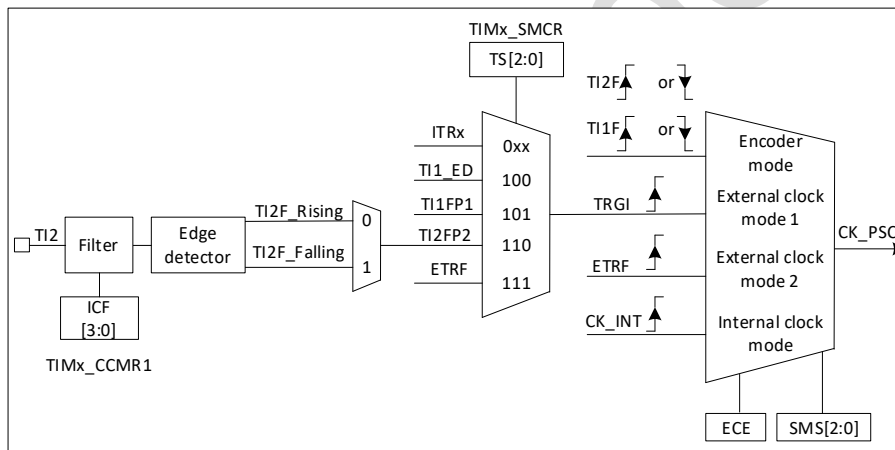 TIMx_SMCR
TS[2:0]
TI2F or
TI1F or
ITRx
0xx
Encoder
mode
TI1_ED
100
TI1FP1
101
TRGI
External clock
mode 1
TI2
Filter
Edge
detector
TI2F_Rising
0
TI2F_Falling
1
TI2FP2
110
ETRF
111
ETRF
External clock
mode 2
CK_PSC
CK_INT
Internal clock
mode
ICF
[3:0]
TIMx_CCMR1
ECE
SMS[2:0]